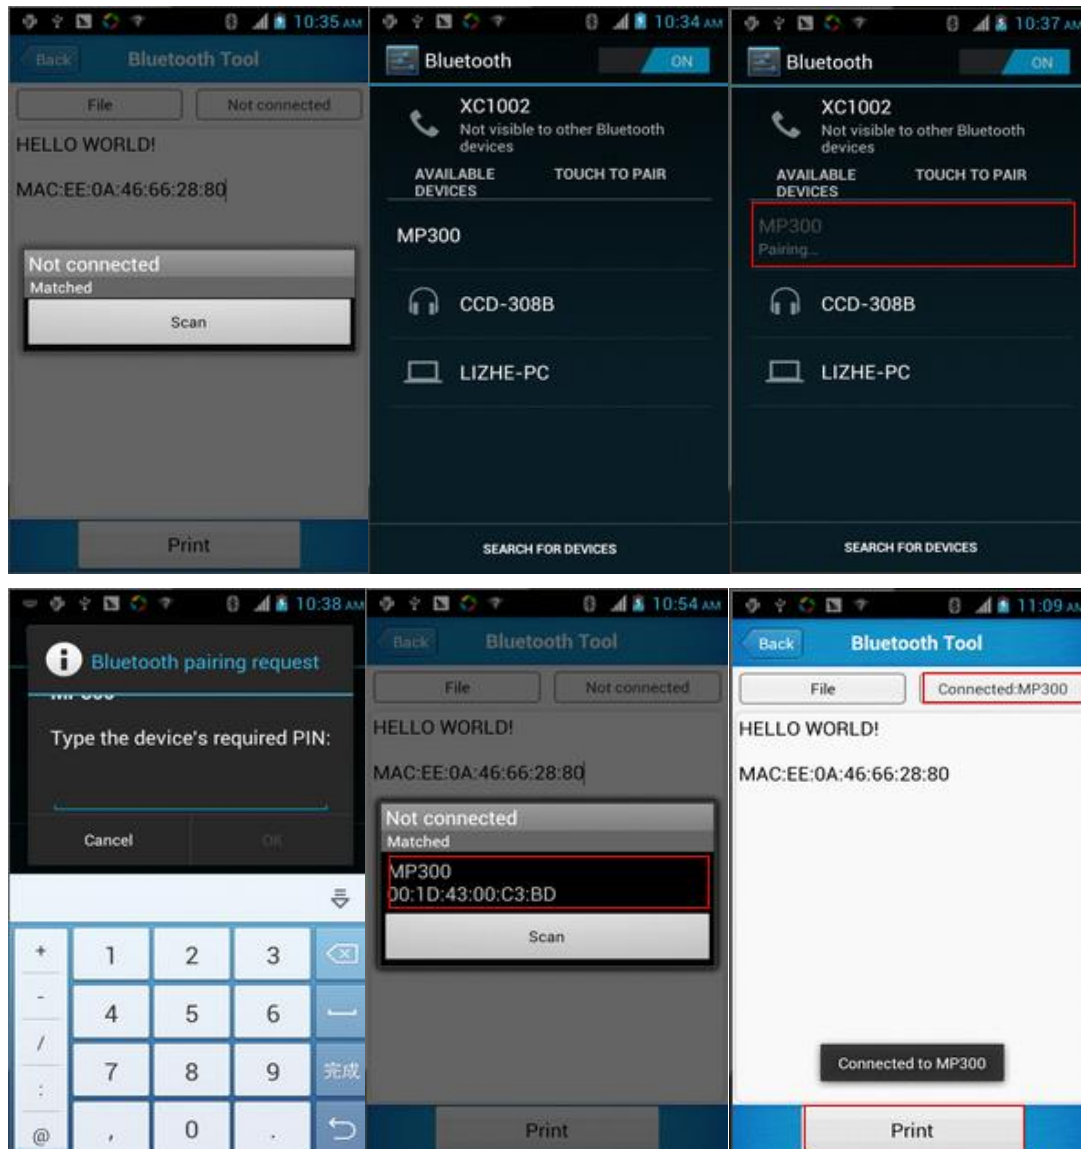 10:35 AM
Back
Bluetooth Tool
File
Not connected
HELLO WORLD!
MAC:EE:0A:46:66:28:80
Not connected
Matched
Scan
Print
10:34 AM
Bluetooth
ON
XC1002
Not visible to other Bluetooth
devices
AVAILABLE
DEVICES
TOUCH TO PAIR
MP300
CCD-308B
LIZHE-PC
SEARCH FOR DEVICES
10:37 AM
Bluetooth
ON
XC1002
Not visible to other Bluetooth
devices
AVAILABLE
DEVICES
TOUCH TO PAIR
MP300
Pairing...
CCD-308B
LIZHE-PC
SEARCH FOR DEVICES
10:38 AM
Bluetooth pairing request
MP300
Type the device's required PIN:
Cancel
OK
+ 1 2 3
- 4 5 6
/ 7 8 9 完成
:
@ , 0 .
10:54 AM
Back
Bluetooth Tool
File
Not connected
HELLO WORLD!
MAC:EE:0A:46:66:28:80
Not connected
Matched
MP300
00:1D:43:00:C3:BD
Scan
Print
11:09 AM
Back
Bluetooth Tool
File
Connected:MP300
HELLO WORLD!
MAC:EE:0A:46:66:28:80
Connected to MP300
Print